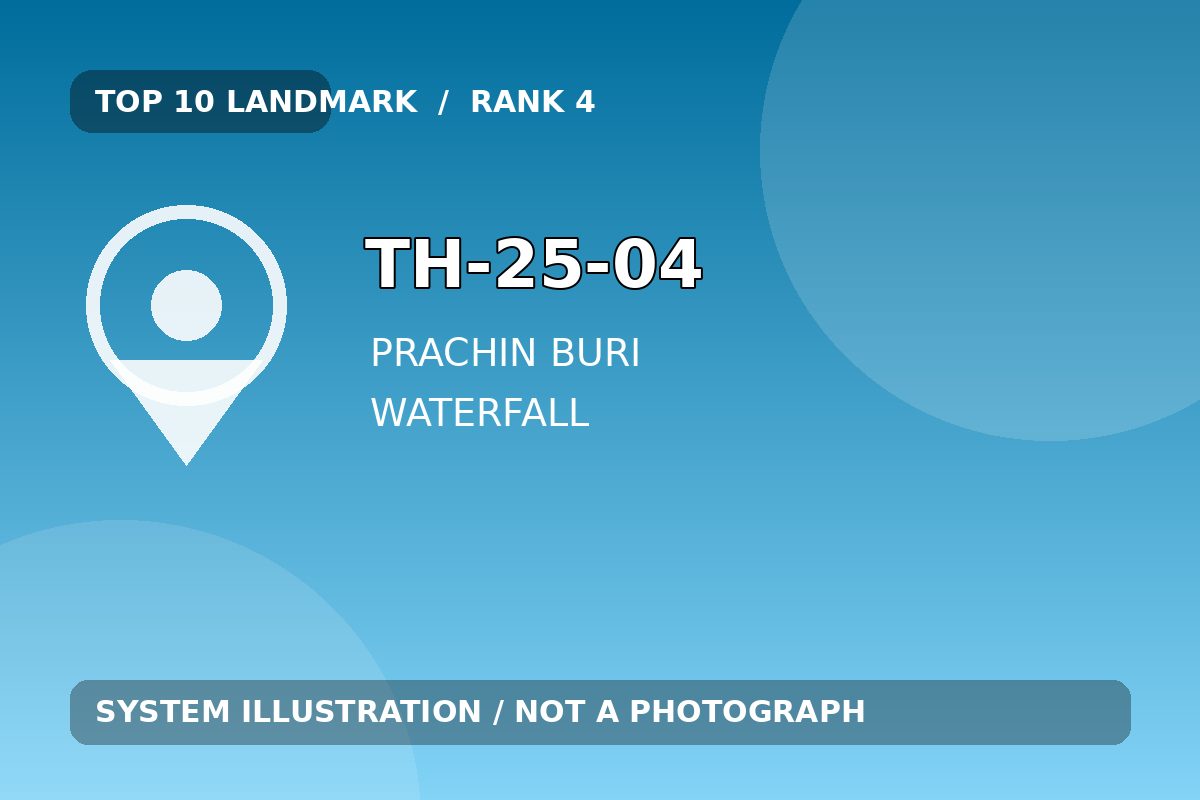 TOP 10 LANDMARK / RANK 4
TH-25-04
PRACHIN BURI
WATERFALL
SYSTEM ILLUSTRATION / NOT A PHOTOGRAPH